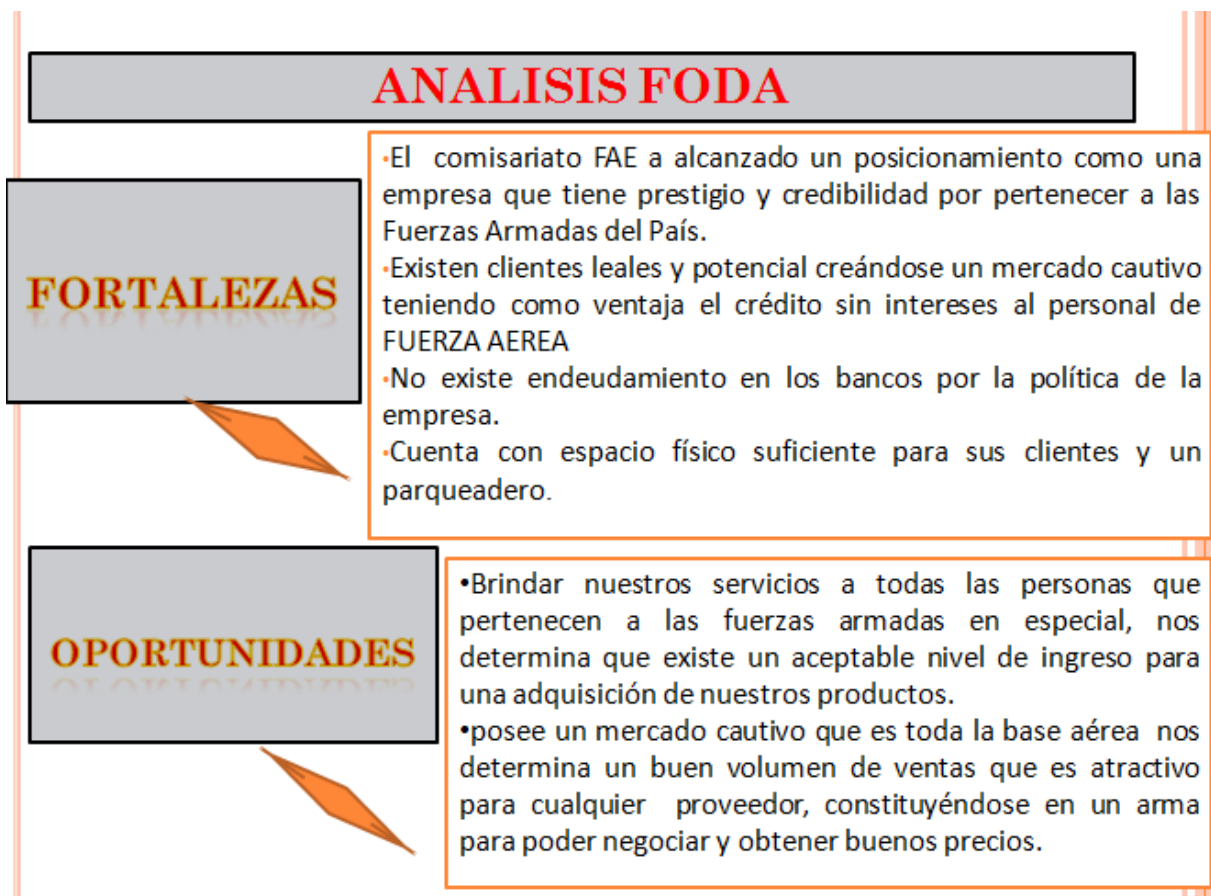 ANALISIS FODA
FORTALEZAS
•El comisariato FAE a alcanzado un posicionamiento como una
empresa que tiene prestigio y credibilidad por pertenecer a las
Fuerzas Armadas del País.
•Existen clientes leales y potencial creándose un mercado cautivo
teniendo como ventaja el crédito sin intereses al personal de
FUERZA AEREA
•No existe endeudamiento en los bancos por la política de la
empresa.
•Cuenta con espacio físico suficiente para sus clientes y un
parqueadero.
OPORTUNIDADES
•Brindar nuestros servicios a todas las personas que
pertenecen a las fuerzas armadas en especial, nos
determina que existe un aceptable nivel de ingreso para
una adquisición de nuestros productos.
•posee un mercado cautivo que es toda la base aérea nos
determina un buen volumen de ventas que es atractivo
para cualquier proveedor, constituyéndose en un arma
para poder negociar y obtener buenos precios.